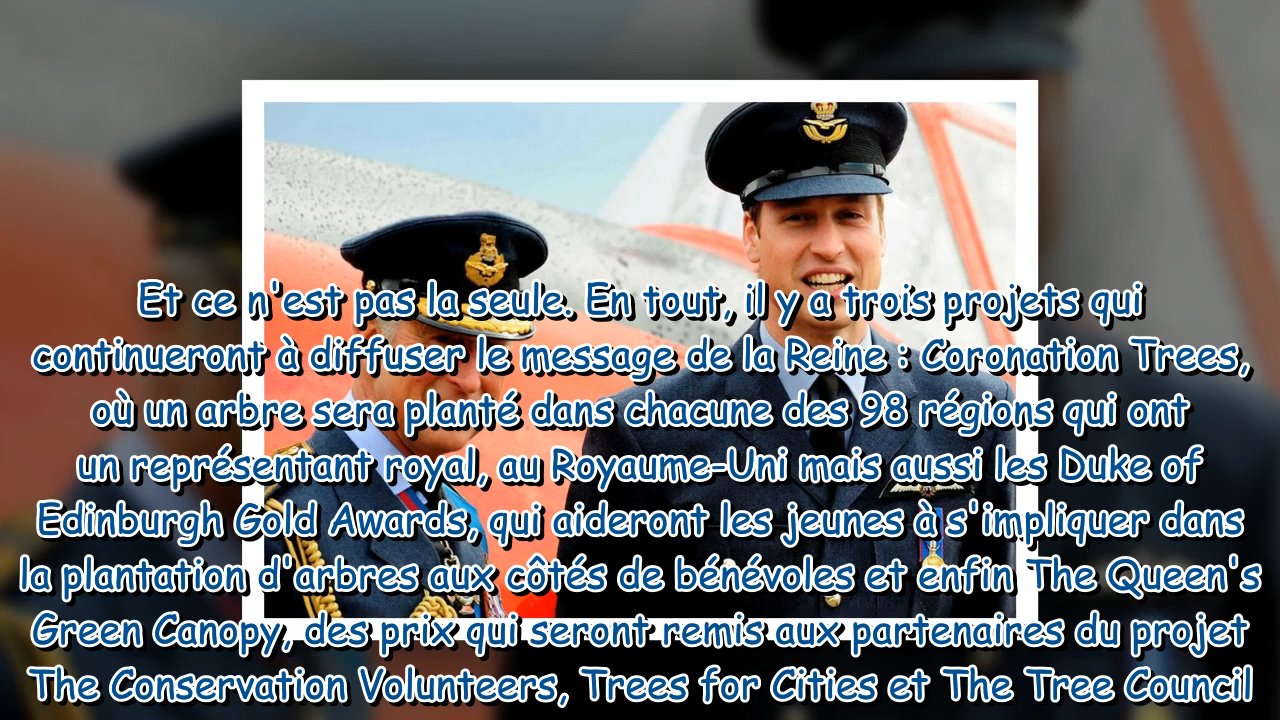 Et ce n'est pas la seule. En tout, il y a trois projets qui
continueront à diffuser le message de la Reine : Coronation Trees,
où un arbre sera planté dans chacune des 98 régions qui ont
un représentant royal, au Royaume-Uni mais aussi les Duke of
Edinburgh Gold Awards, qui aideront les jeunes à s'impliquer dans
la plantation d'arbres aux côtés de bénévoles et enfin The Queen's
Green Canopy, des prix qui seront remis aux partenaires du projet
The Conservation Volunteers, Trees for Cities et The Tree Council